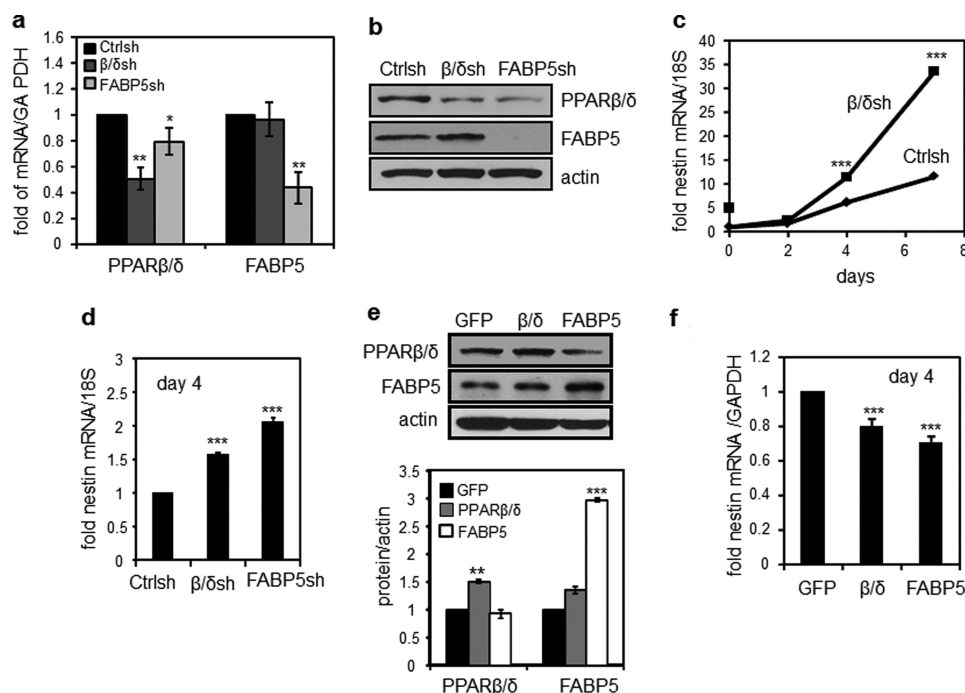 a
fold of mRNA/GA PDH
1.6
1.4
1.2
1
0.8
0.6
0.4
0.2
0
Ctrlsh
β/δsh
FABP5sh
**
*
**
PPARβ/δ FABP5
b
Ctrlsh β/δsh FABP5sh
PPARβ/δ
FABP5
actin
c
fold nestin mRNA/18S
40
35
30
25
20
15
10
5
0
***
***
β/δsh
Ctrlsh
0 2 4 6 8
days
d
fold nestin mRNA/18S
3
2.5
2
1.5
1
0.5
0
day 4
***
***
Ctrlsh β/δsh FABP5sh
e
GFP β/δ FABP5
PPARβ/δ
FABP5
actin
protein/actin
3.5
3
2.5
2
1.5
1
0.5
0
GFP
PPARβ/δ
FABP5
**
***
PPARβ/δ FABP5
f
fold nestin mRNA /GAPDH
1.2
1
0.8
0.6
0.4
0.2
0
day 4
***
***
GFP β/δ FABP5